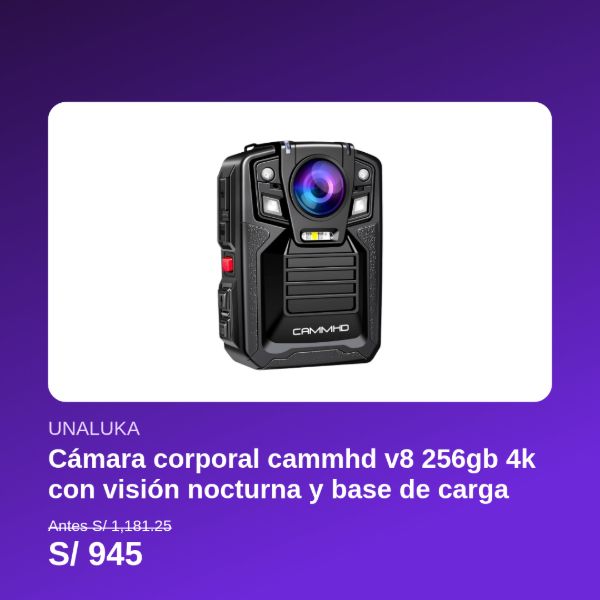 CAMMHD
UNALUKA
Cámara corporal cammhd v8 256gb 4k
con visión nocturna y base de carga
Antes S/ 1,181.25
S/ 945